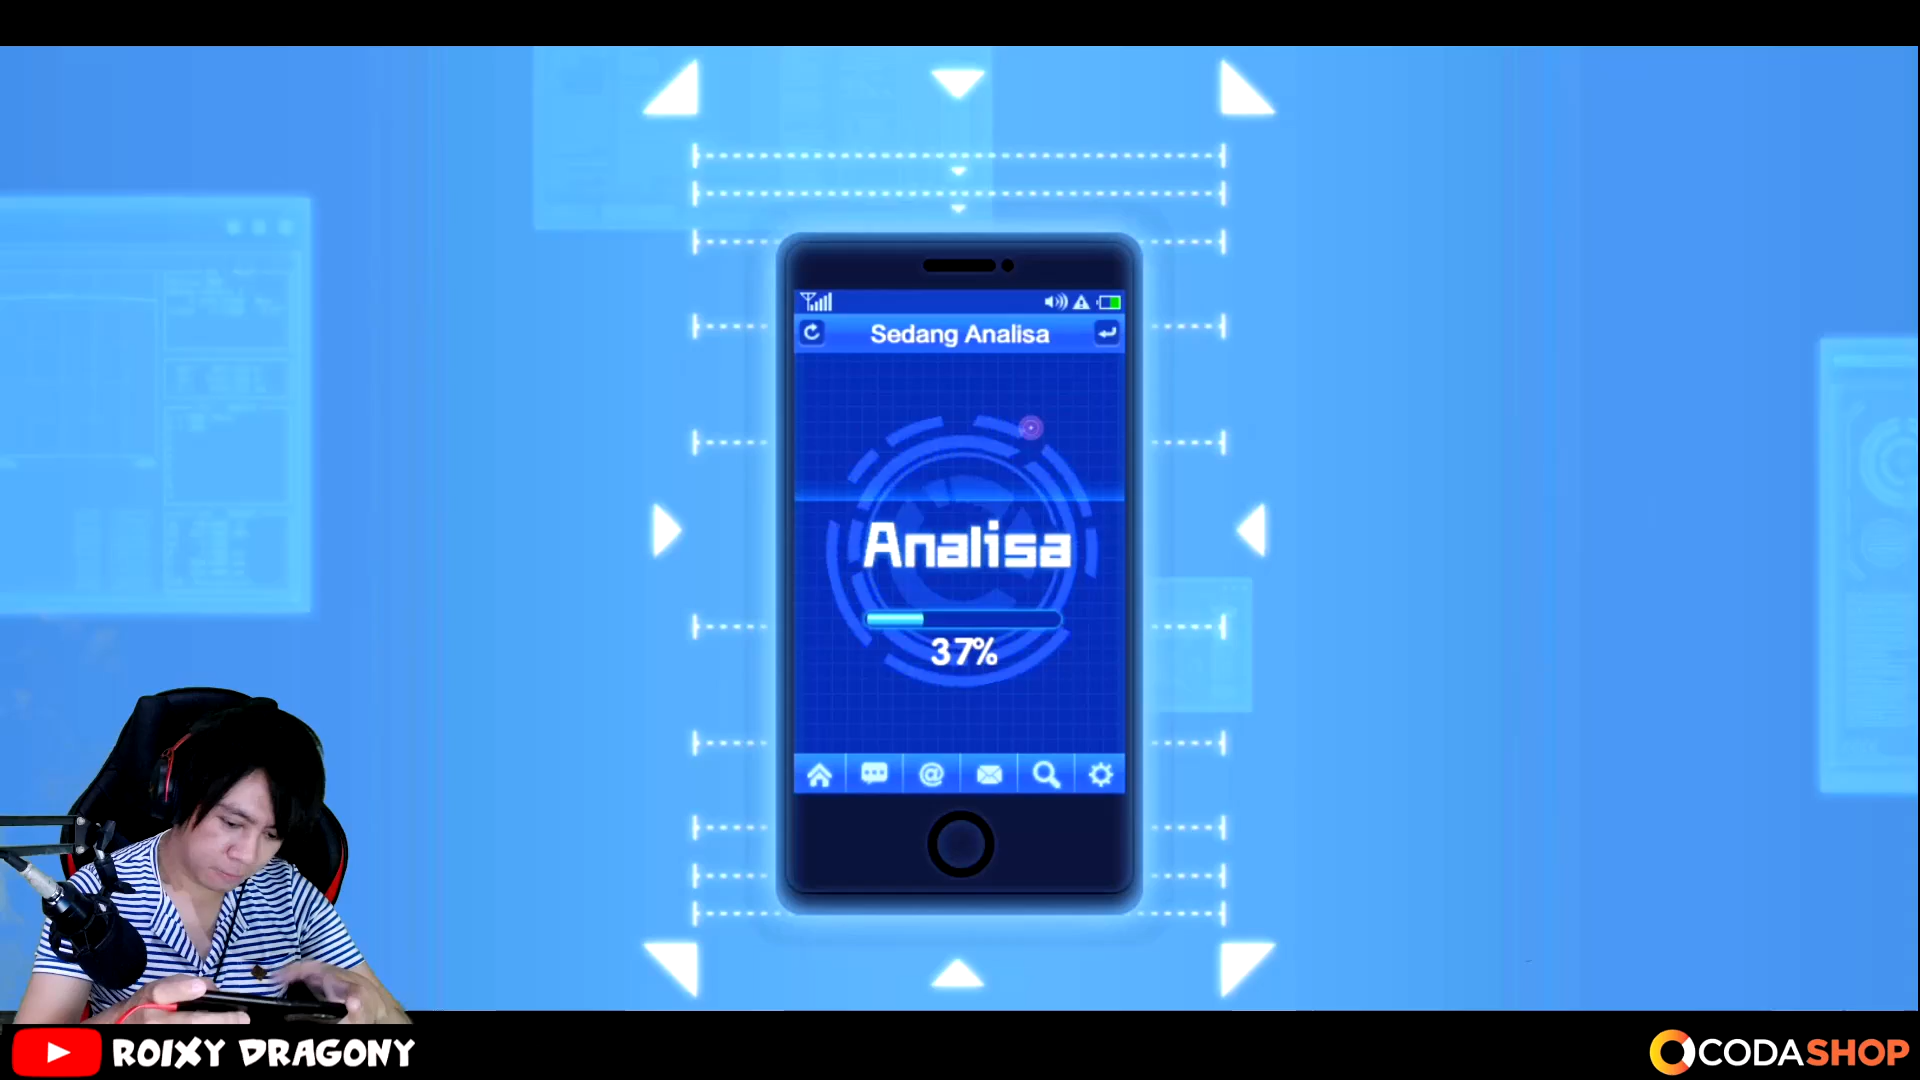 Sedang Analisa
Analisa
37%
ROIXY DRAGONY
CODASHOP